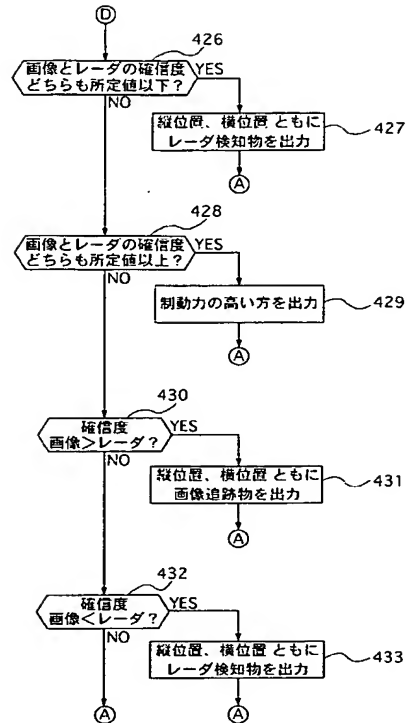 D
426
画像とレーダの確信度
どちらも所定値以下?
YES
NO
縦位置、横位置 ともに
レーダ検知物を出力
427
A
428
画像とレーダの確信度
どちらも所定値以上?
YES
NO
制動力の高い方を出力
429
A
430
確信度
画像>レーダ?
YES
NO
縦位置、横位置 ともに
画像追跡物を出力
431
A
432
確信度
画像<レーダ?
YES
NO
縦位置、横位置 ともに
レーダ検知物を出力
433
A
A